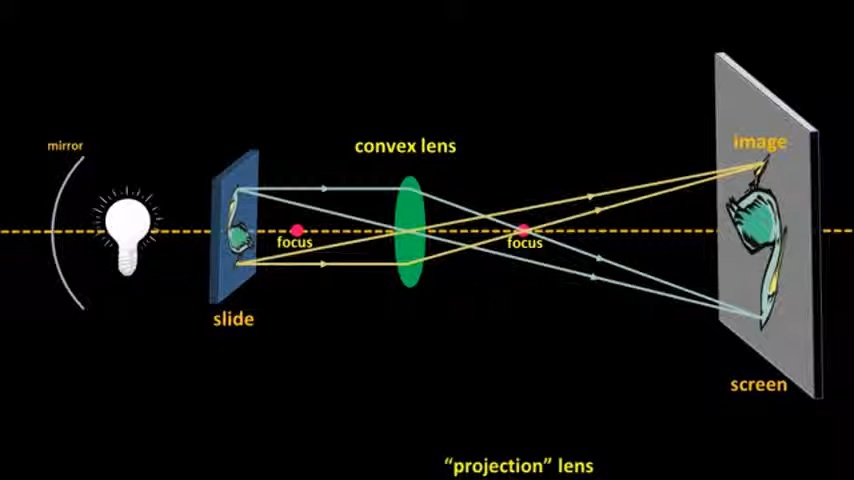 mirror
convex lens
image
focus
focus
slide
screen
“projection” lens